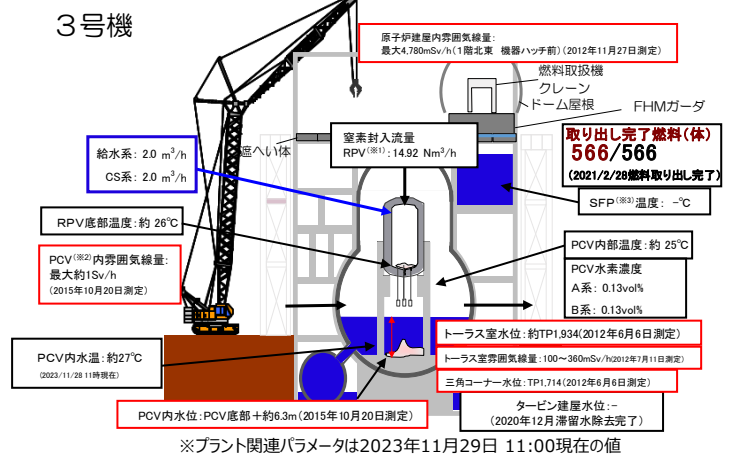 3号機
原子炉建屋内雰囲気線量:
最大4,780mSv/h(1階北東 機器ハッチ前)(2012年11月27日測定)
燃料取扱機
クレーン
ドーム屋根
FHMガーダ
遮へい体
窒素封入流量
RPV(※1):14.92 Nm³/h
給水系: 2.0 m³/h
CS系: 2.0 m³/h
取り出し完了燃料(体)
566/566
(2021/2/28燃料取り出し完了)
SFP(※3)温度: -℃
RPV底部温度:約 26℃
PCV(※2)内雰囲気線量:
最大約1Sv/h
(2015年10月20日測定)
PCV内部温度:約 25℃
PCV水素濃度
A系: 0.13vol%
B系: 0.13vol%
トーラス室水位:約TP1,934(2012年6月6日測定)
トーラス室雰囲気線量:100~360mSv/h(2012年7月11日測定)
三角コーナー水位:TP1,714(2012年6月6日測定)
PCV内水温:約27℃
(2023/11/28 11時現在)
PCV内水位:PCV底部+約6.3m(2015年10月20日測定)
タービン建屋水位:-
(2020年12月滞留水除去完了)
※プラント関連パラメータは2023年11月29日 11:00現在の値